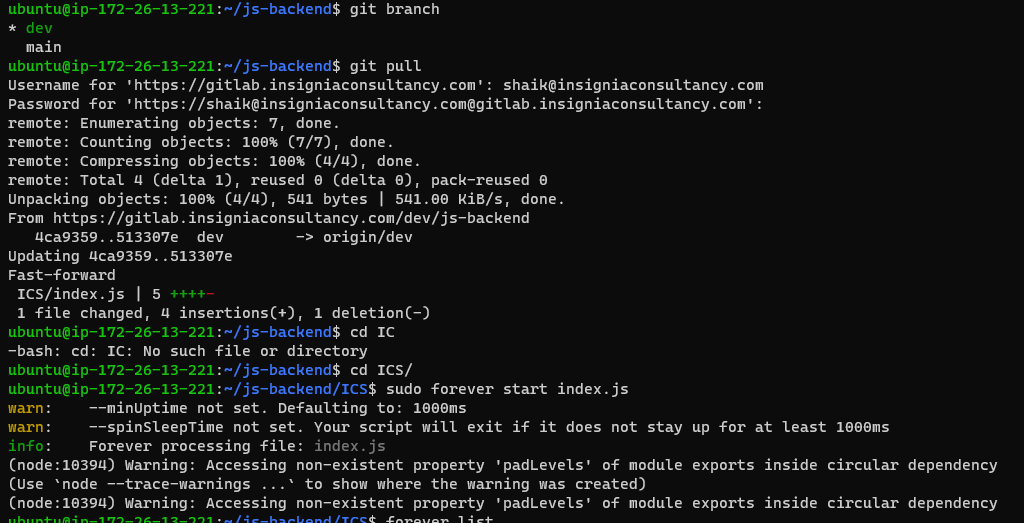 ubuntu@ip-172-26-13-221:~/js-backend$ git branch
* dev
  main
ubuntu@ip-172-26-13-221:~/js-backend$ git pull
Username for 'https://gitlab.insigniaconsultancy.com': shaik@insigniaconsultancy.com
Password for 'https://shaik@insigniaconsultancy.com@gitlab.insigniaconsultancy.com':
remote: Enumerating objects: 7, done.
remote: Counting objects: 100% (7/7), done.
remote: Compressing objects: 100% (4/4), done.
remote: Total 4 (delta 1), reused 0 (delta 0), pack-reused 0
Unpacking objects: 100% (4/4), 541 bytes | 541.00 KiB/s, done.
From https://gitlab.insigniaconsultancy.com/dev/js-backend
   4ca9359..513307e  dev        -> origin/dev
Updating 4ca9359..513307e
Fast-forward
 ICS/index.js | 5 ++++-
 1 file changed, 4 insertions(+), 1 deletion(-)
ubuntu@ip-172-26-13-221:~/js-backend$ cd IC
-bash: cd: IC: No such file or directory
ubuntu@ip-172-26-13-221:~/js-backend$ cd ICS/
ubuntu@ip-172-26-13-221:~/js-backend/ICS$ sudo forever start index.js
warn:    --minUptime not set. Defaulting to: 1000ms
warn:    --spinSleepTime not set. Your script will exit if it does not stay up for at least 1000ms
info:    Forever processing file: index.js
(node:10394) Warning: Accessing non-existent property 'padLevels' of module exports inside circular dependency
(Use `node --trace-warnings ...` to show where the warning was created)
(node:10394) Warning: Accessing non-existent property 'padLevels' of module exports inside circular dependency
ubuntu@ip-172-26-13-221:~/js-backend/ICS$ forever list